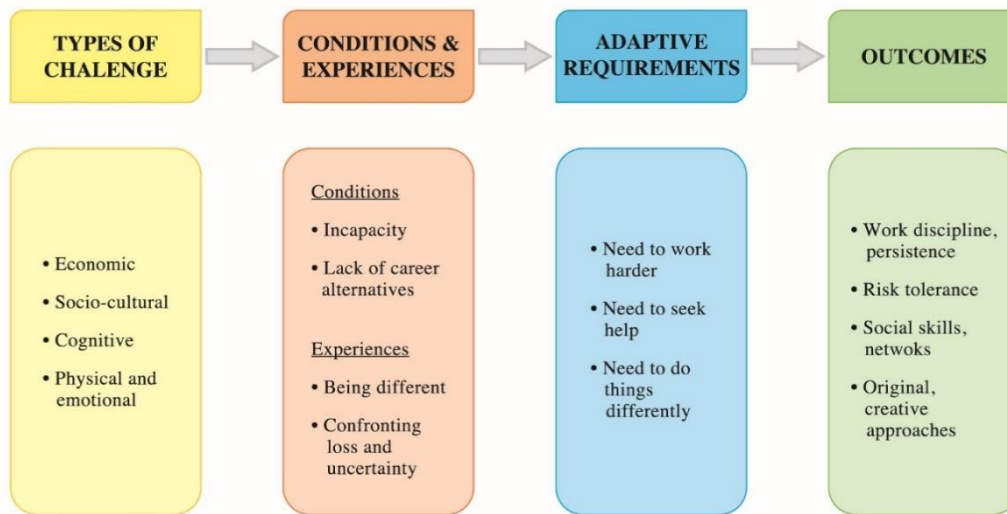 TYPES OF
CHALENGE
CONDITIONS &
EXPERIENCES
ADAPTIVE
REQUIREMENTS
OUTCOMES
• Economic
• Socio-cultural
• Cognitive
• Physical and
emotional
Conditions
• Incapacity
• Lack of career
alternatives
Experiences
• Being different
• Confronting
loss and
uncertainty
• Need to work
harder
• Need to seek
help
• Need to do
things
differently
• Work discipline,
persistence
• Risk tolerance
• Social skills,
netwoks
• Original,
creative
approaches